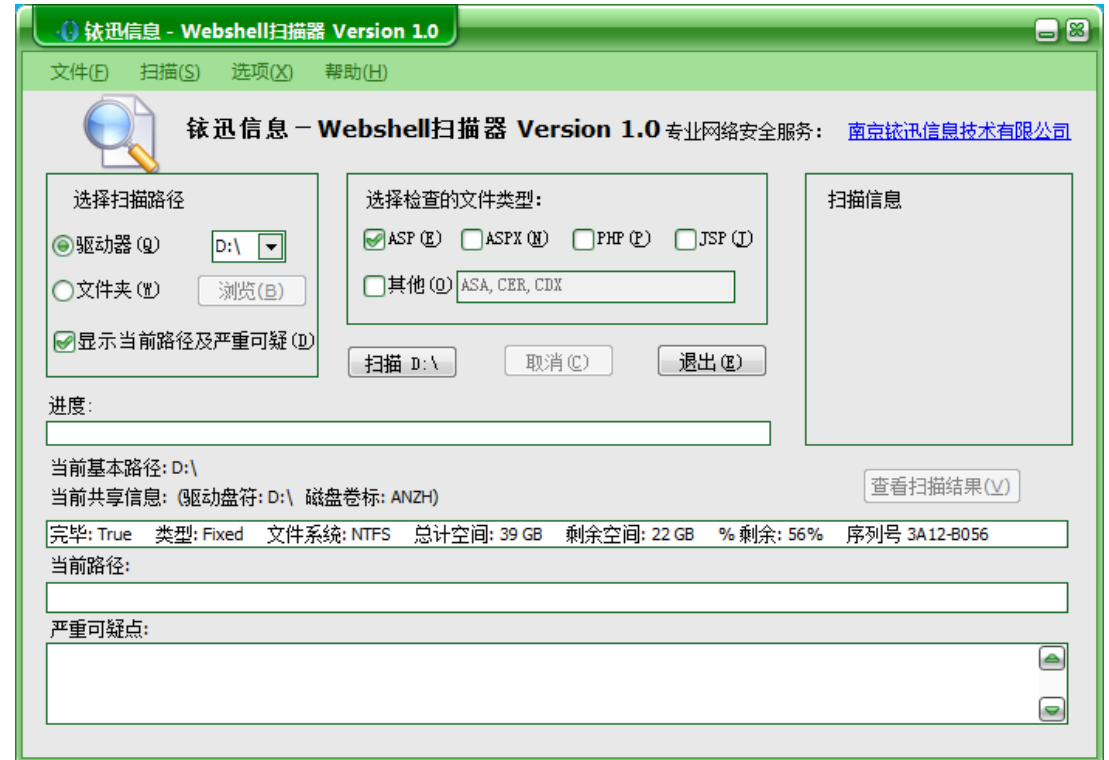 铱迅信息 - Webshell扫描器 Version 1.0
文件(F) 扫描(S) 选项(X) 帮助(H)
铱迅信息－Webshell扫描器 Version 1.0 专业网络安全服务: 南京铱迅信息技术有限公司
选择扫描路径
驱动器(Q) D:\
文件夹(W) 浏览(B)
显示当前路径及严重可疑(D)
选择检查的文件类型:
ASP(E) ASPX(N) PHP(P) JSP(J)
其他(O) ASA, CER, CDX
扫描 D:\ 取消(C) 退出(E)
扫描信息
进度:
当前基本路径: D:\
当前共享信息: (驱动盘符: D:\ 磁盘卷标: ANZH)
查看扫描结果(V)
完毕: True 类型: Fixed 文件系统: NTFS 总计空间: 39 GB 剩余空间: 22 GB % 剩余: 56% 序列号 3A12-B056
当前路径:
严重可疑点: